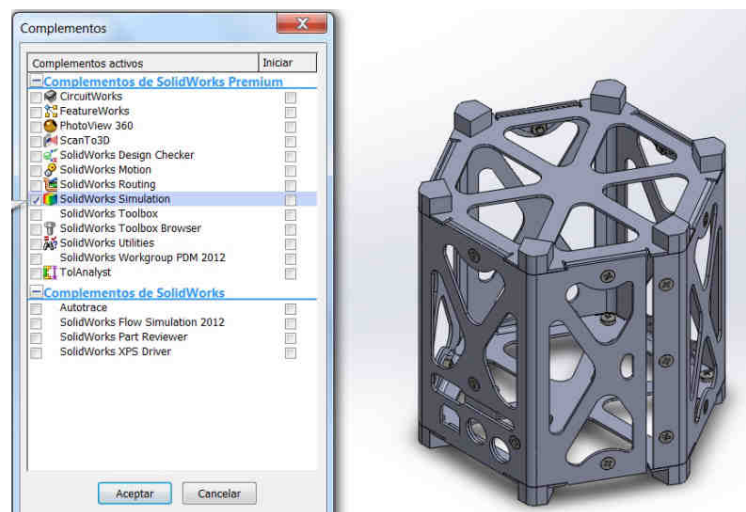 Complementos
Complementos activos Iniciar
Complementos de SolidWorks Premium
CircuitWorks
FeatureWorks
PhotoView 360
ScanTo3D
SolidWorks Design Checker
SolidWorks Motion
SolidWorks Routing
SolidWorks Simulation
SolidWorks Toolbox
SolidWorks Toolbox Browser
SolidWorks Utilities
SolidWorks Workgroup PDM 2012
TolAnalyst
Complementos de SolidWorks
Autotrace
SolidWorks Flow Simulation 2012
SolidWorks Part Reviewer
SolidWorks XPS Driver
Aceptar Cancelar